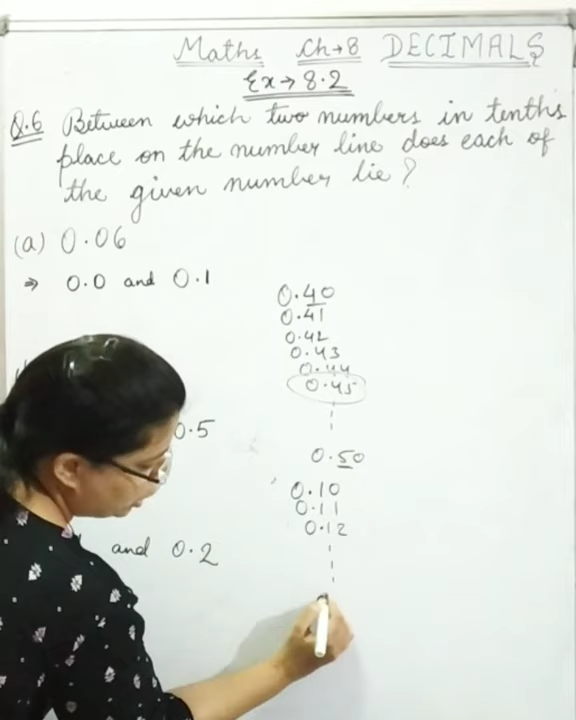 Maths Ch→8 DECIMALS
Ex→8.2
Q.6 Between which two numbers in tenths
place on the number line does each of
the given number lie?
(a) 0.06
⇒ 0.0 and 0.1
0.40
0.41
0.42
0.43
0.44
0.45
0.5
0.50
0.10
0.11
0.12
and 0.2